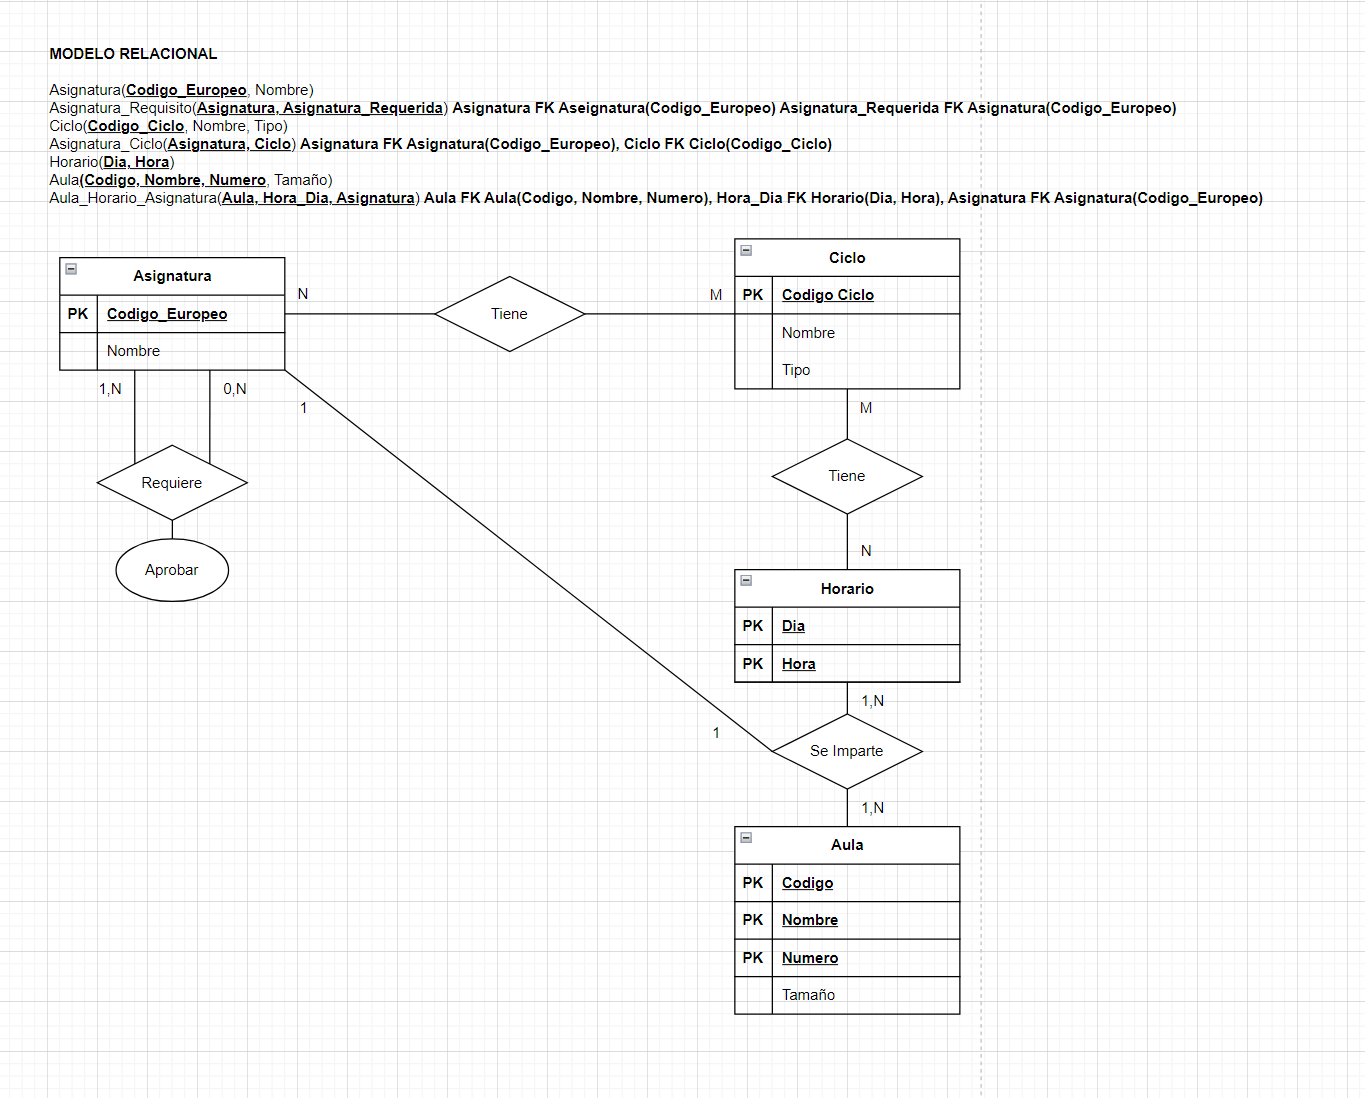 MODELO RELACIONAL
Asignatura(Codigo_Europeo, Nombre)
Asignatura_Requisito(Asignatura, Asignatura_Requerida) Asignatura FK Aseignatura(Codigo_Europeo) Asignatura_Requerida FK Asignatura(Codigo_Europeo)
Ciclo(Codigo_Ciclo, Nombre, Tipo)
Asignatura_Ciclo(Asignatura, Ciclo) Asignatura FK Asignatura(Codigo_Europeo), Ciclo FK Ciclo(Codigo_Ciclo)
Horario(Dia, Hora)
Aula(Codigo, Nombre, Numero, Tamaño)
Aula_Horario_Asignatura(Aula, Hora_Dia, Asignatura) Aula FK Aula(Codigo, Nombre, Numero), Hora_Dia FK Horario(Dia, Hora), Asignatura FK Asignatura(Codigo_Europeo)
Asignatura
PK Codigo_Europeo
Nombre
N
Tiene
M
Ciclo
PK Codigo Ciclo
Nombre
Tipo
1,N
0,N
1
Requiere
Aprobar
M
Tiene
N
Horario
PK Dia
PK Hora
1,N
1
Se Imparte
1,N
Aula
PK Codigo
PK Nombre
PK Numero
Tamaño